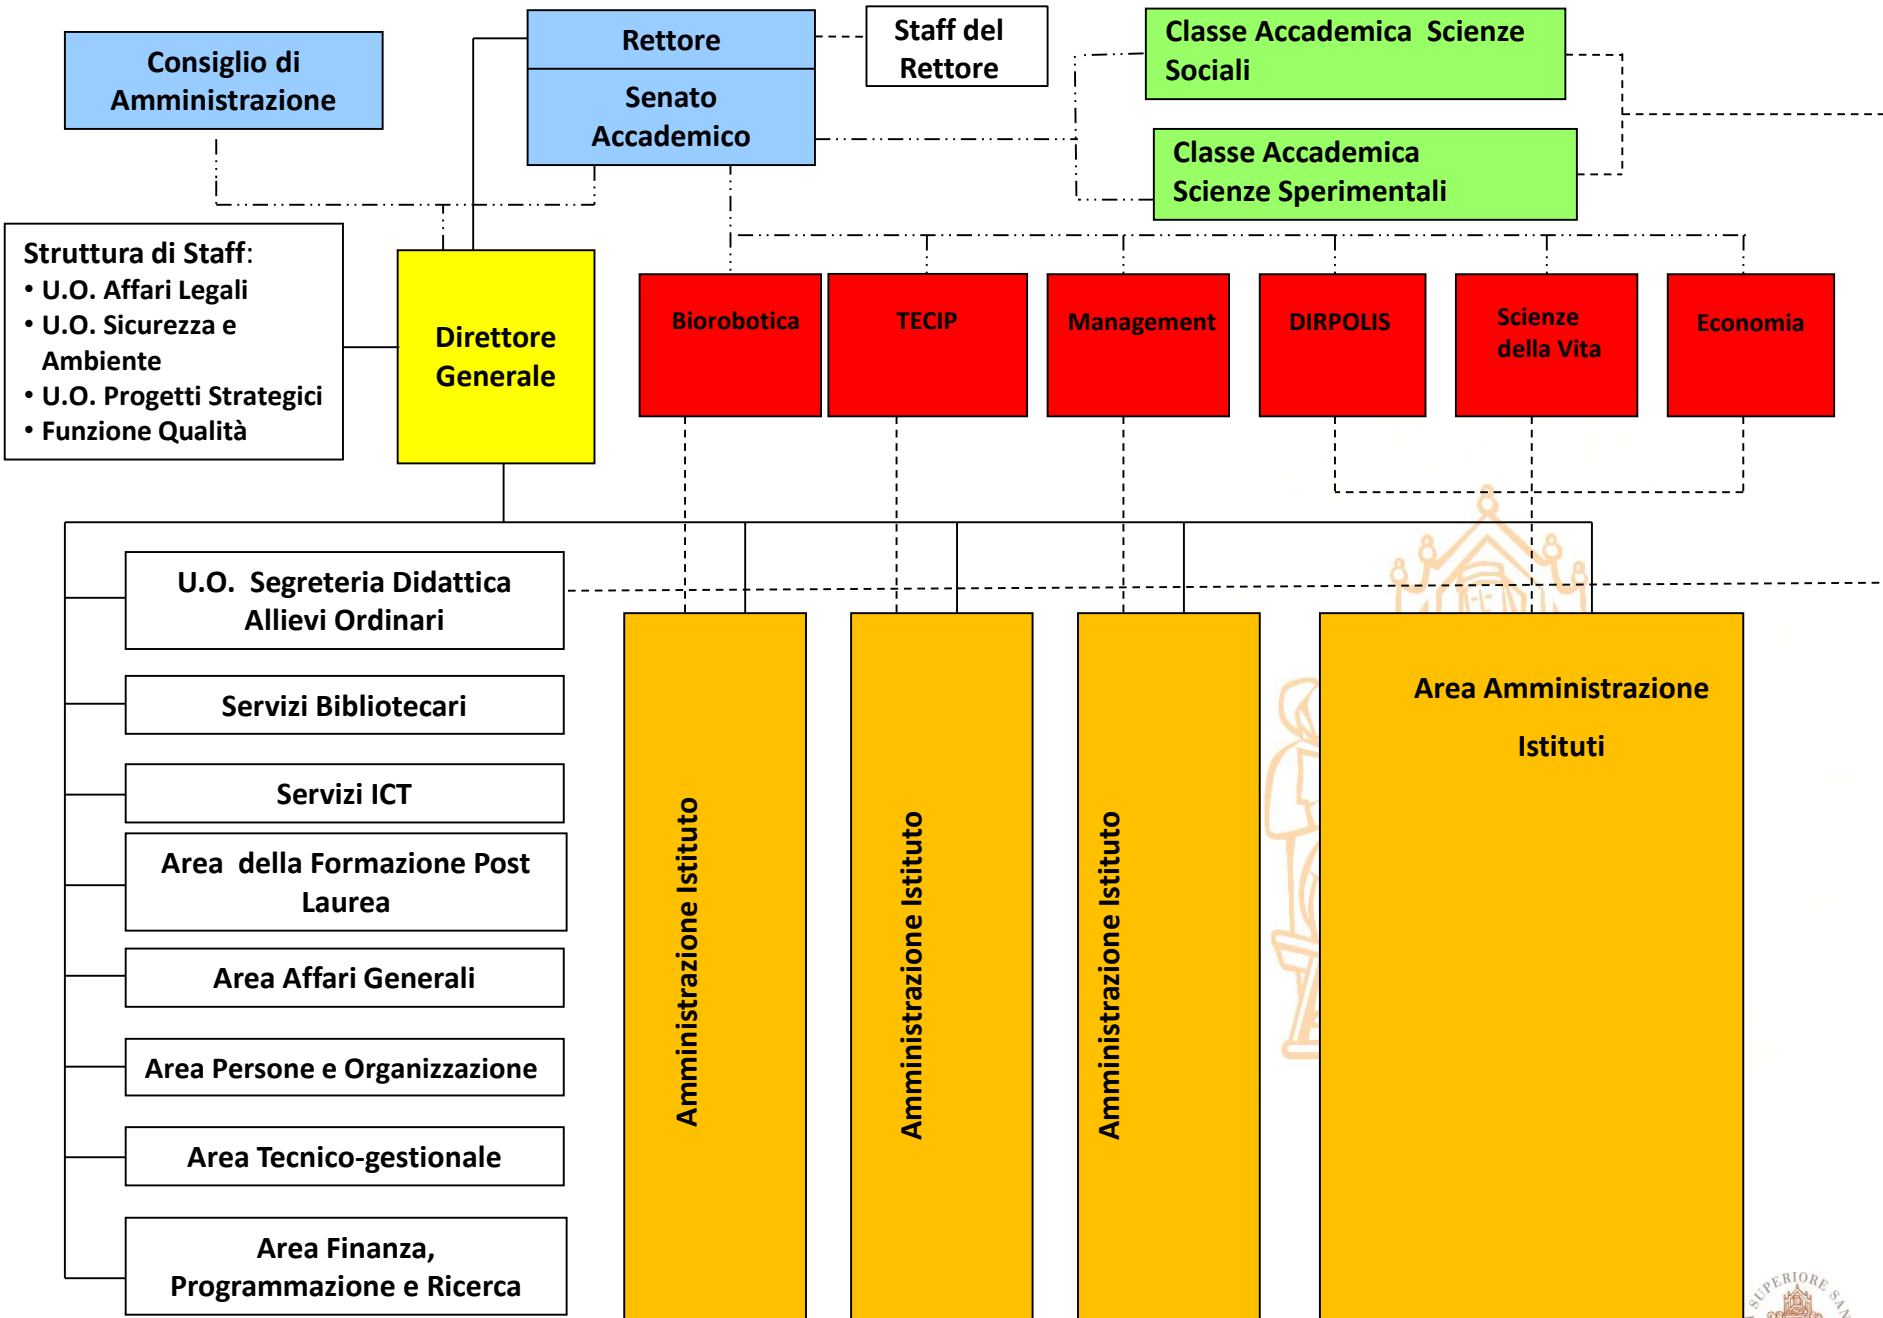 Consiglio di
Amministrazione
Rettore
Senato
Accademico
Staff del
Rettore
Classe Accademica Scienze
Sociali
Classe Accademica
Scienze Sperimentali
Struttura di Staff:
• U.O. Affari Legali
• U.O. Sicurezza e
Ambiente
• U.O. Progetti Strategici
• Funzione Qualità
Direttore
Generale
Biorobotica
TECIP
Management
DIRPOLIS
Scienze
della Vita
Economia
U.O. Segreteria Didattica
Allievi Ordinari
Servizi Bibliotecari
Servizi ICT
Area della Formazione Post
Laurea
Area Affari Generali
Area Persone e Organizzazione
Area Tecnico-gestionale
Area Finanza,
Programmazione e Ricerca
Amministrazione Istituto
Amministrazione Istituto
Amministrazione Istituto
Area Amministrazione
Istituti
SUPERIORE